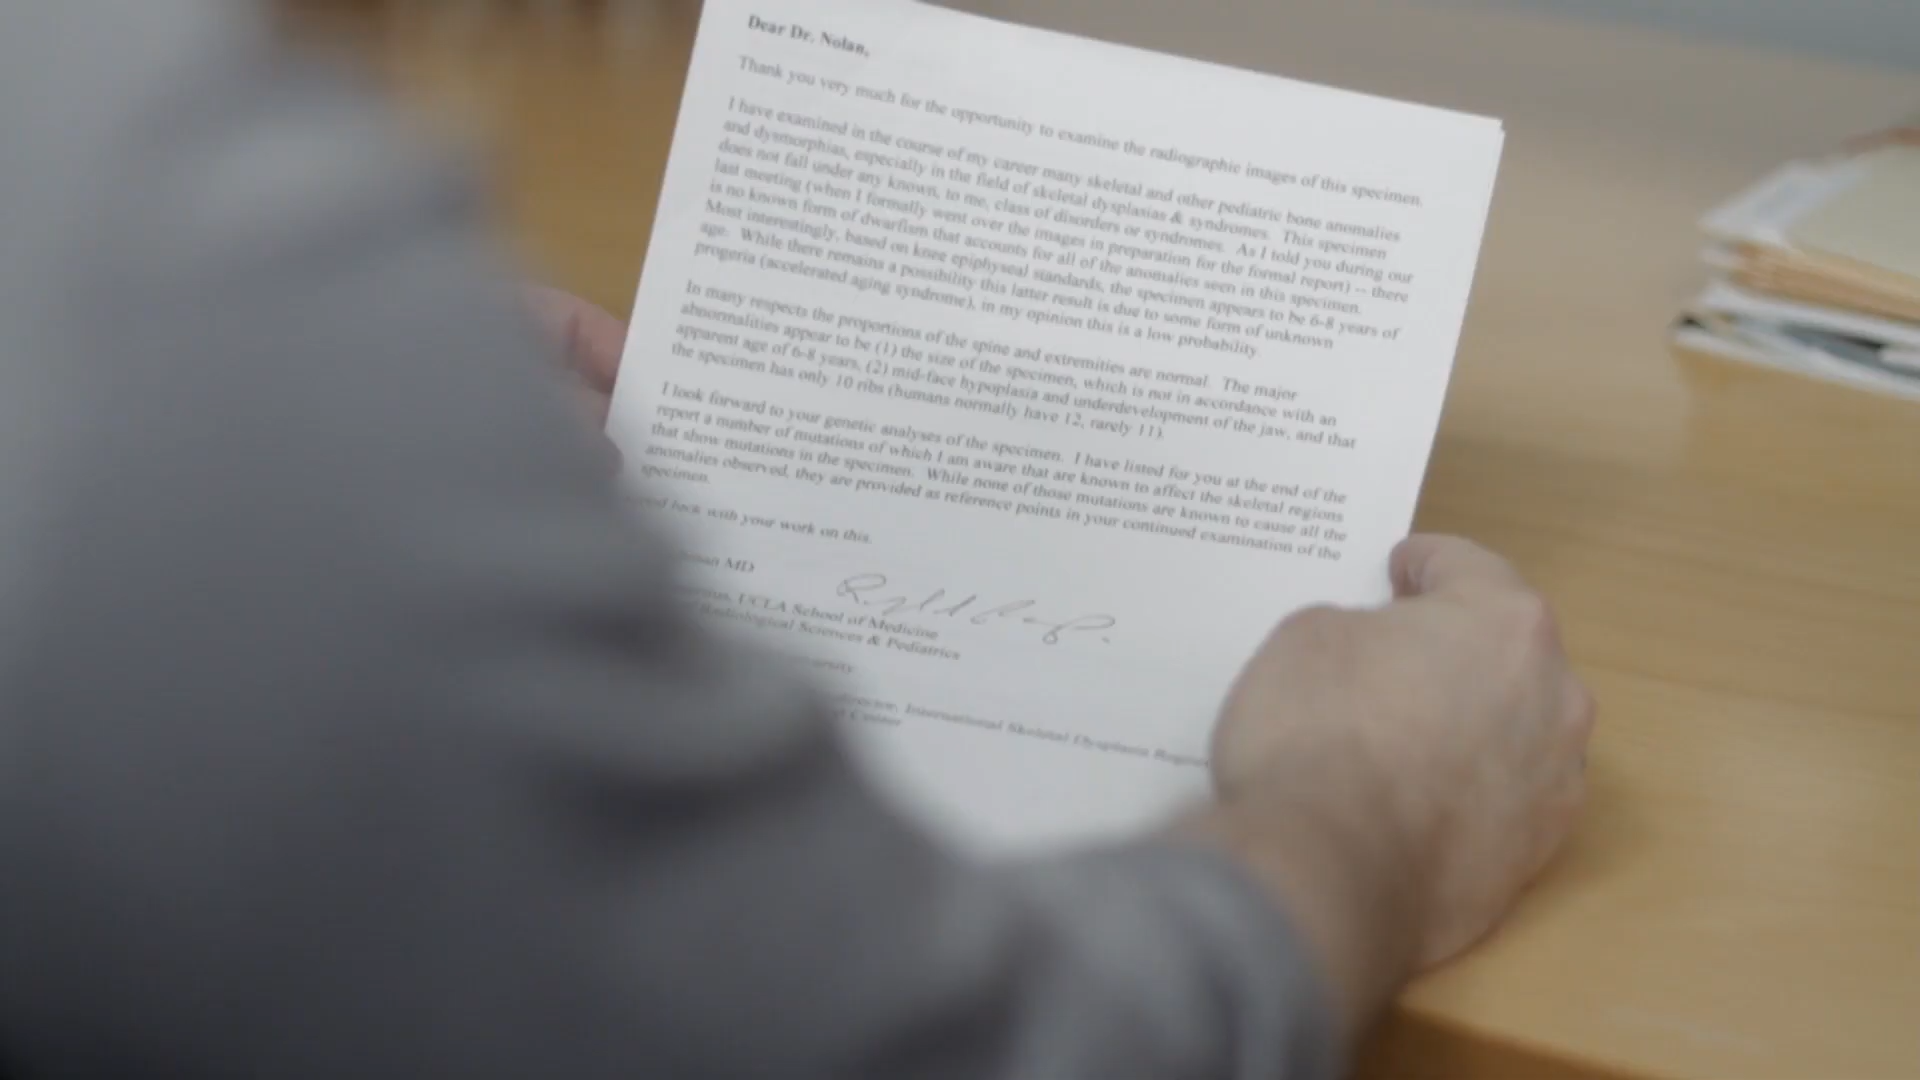 Dear Dr. Nolan,
Thank you very much for the opportunity to examine the radiographic images of this specimen.
I have examined in the course of my career many skeletal and other pediatric bone anomalies
and dysmorphias, especially in the field of skeletal dysplasias & syndromes. This specimen
does not fall under any known, to me, class of disorders or syndromes. As I told you during our
last meeting (when I formally went over the images in preparation for the formal report) -- there
is no known form of dwarfism that accounts for all of the anomalies seen in this specimen.
Most interestingly, based on knee epiphyseal standards, the specimen appears to be 6-8 years of
age. While there remains a possibility this latter result is due to some form of unknown
progeria (accelerated aging syndrome), in my opinion this is a low probability.
In many respects the proportions of the spine and extremities are normal. The major
abnormalities appear to be (1) the size of the specimen, which is not in accordance with an
apparent age of 6-8 years, (2) mid-face hypoplasia and underdevelopment of the jaw, and that
the specimen has only 10 ribs (humans normally have 12, rarely 11).
I look forward to your genetic analyses of the specimen. I have listed for you at the end of the
report a number of mutations of which I am aware that are known to affect the skeletal regions
that show mutations in the specimen. While none of those mutations are known to cause all the
anomalies observed, they are provided as reference points in your continued examination of the
specimen.
luck with your work on this.
MD
UCLA School of Medicine
Radiological Sciences & Pediatrics
International Skeletal Dysplasia